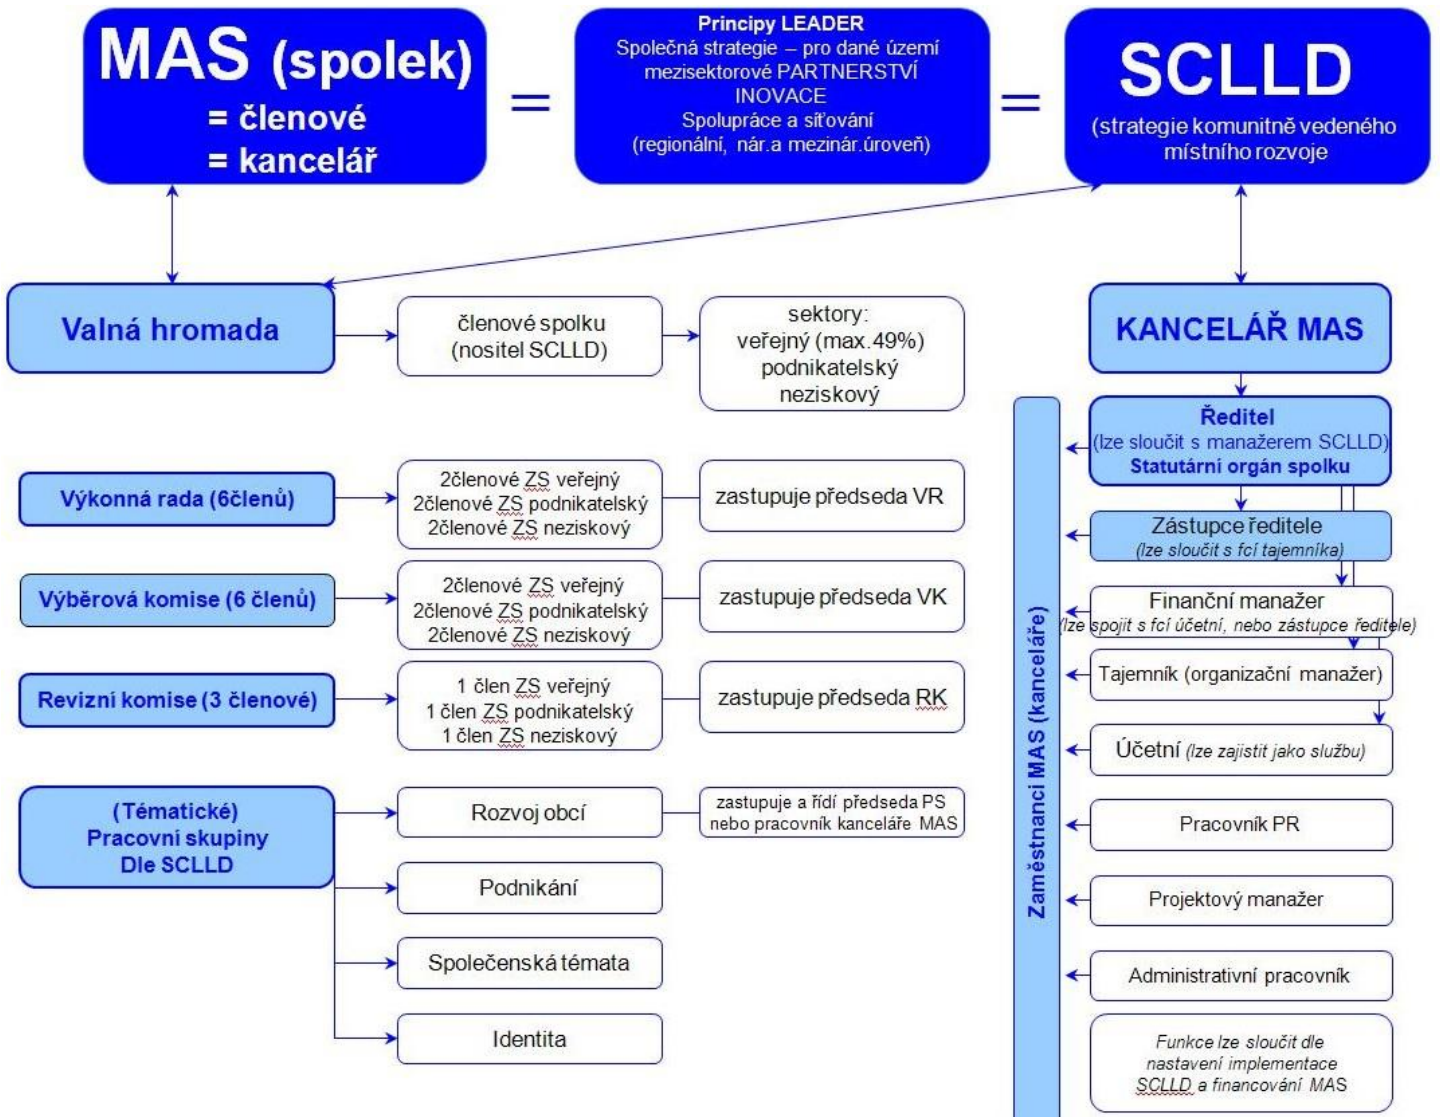 MAS (spolek)
= členové
= kancelář
=
Principy LEADER
Společná strategie – pro dané území
mezisektorové PARTNERSTVÍ
INOVACE
Spolupráce a síťování
(regionální, nár.a mezinár.úroveň)
=
SCLLD
(strategie komunitně vedeného
místního rozvoje
Valná hromada
členové spolku
(nositel SCLLD)
sektory:
veřejný (max.49%)
podnikatelský
neziskový
Výkonná rada (6členů)
2členové ZS veřejný
2členové ZS podnikatelský
2členové ZS neziskový
zastupuje předseda VR
Výběrová komise (6 členů)
2členové ZS veřejný
2členové ZS podnikatelský
2členové ZS neziskový
zastupuje předseda VK
Revizní komise (3 členové)
1 člen ZS veřejný
1 člen ZS podnikatelský
1 člen ZS neziskový
zastupuje předseda RK
(Tématické)
Pracovní skupiny
Dle SCLLD
Rozvoj obcí
zastupuje a řídí předseda PS
nebo pracovník kanceláře MAS
Podnikání
Společenská témata
Identita
KANCELÁŘ MAS
Zaměstnanci MAS (kanceláře)
Ředitel
(lze sloučit s manažerem SCLLD)
Statutární orgán spolku
Zástupce ředitele
(lze sloučit s fcí tajemníka)
Finanční manažer
(lze spojit s fcí účetní, nebo zástupce ředitele)
Tajemník (organizační manažer)
Účetní (lze zajistit jako službu)
Pracovník PR
Projektový manažer
Administrativní pracovník
Funkce lze sloučit dle
nastavení implementace
SCLLD a financování MAS